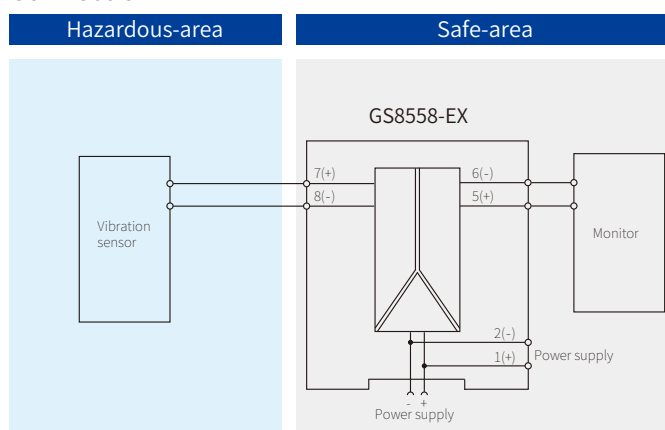 Hazardous-area
Safe-area
GS8558-EX
7(+)
6(-)
8(-)
5(+)
Vibration
sensor
Monitor
2(-)
1(+)
Power supply
- +
Power supply